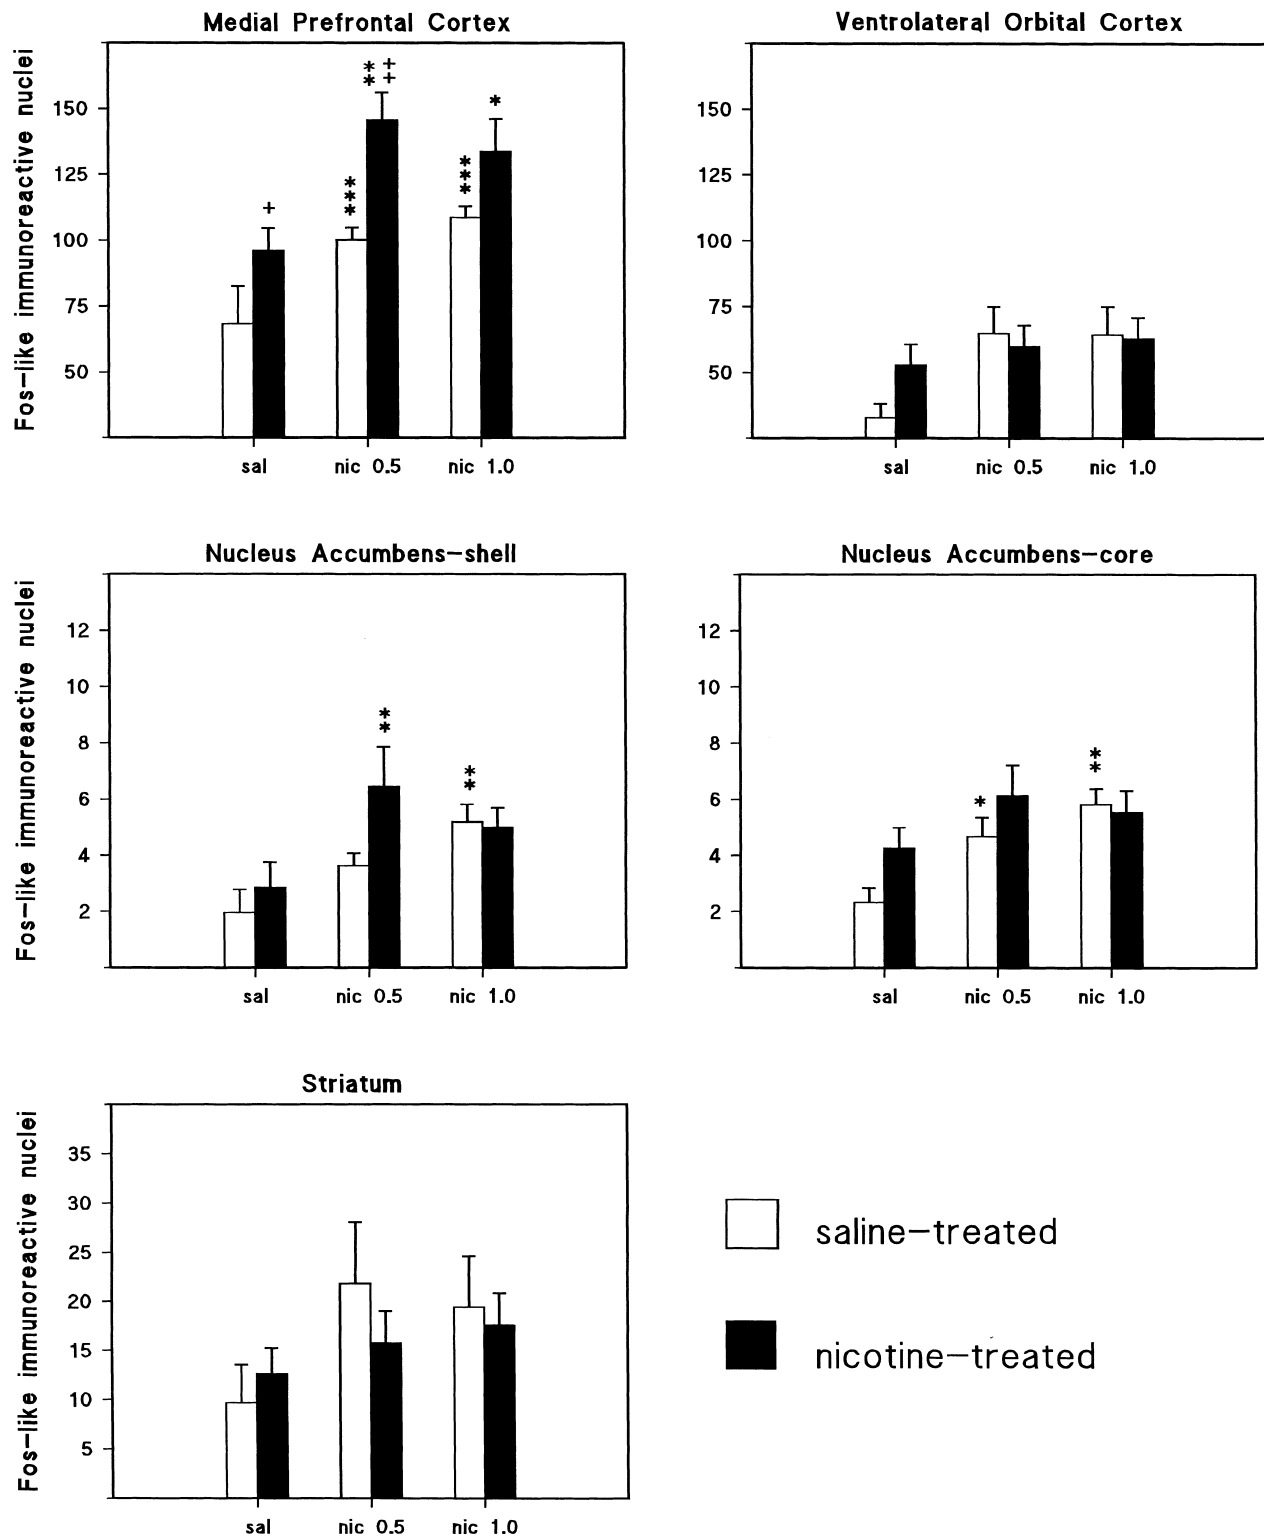 Medial Prefrontal Cortex
Fos-like immunoreactive nuclei
150
125
100
75
50
+
***
**
++
***
*
sal nic 0.5 nic 1.0
Ventrolateral Orbital Cortex
150
125
100
75
50
sal nic 0.5 nic 1.0
Nucleus Accumbens-shell
Fos-like immunoreactive nuclei
12
10
8
6
4
2
**
**
sal nic 0.5 nic 1.0
Nucleus Accumbens-core
12
10
8
6
4
2
*
**
sal nic 0.5 nic 1.0
Striatum
Fos-like immunoreactive nuclei
35
30
25
20
15
10
5
sal nic 0.5 nic 1.0
saline-treated
nicotine-treated